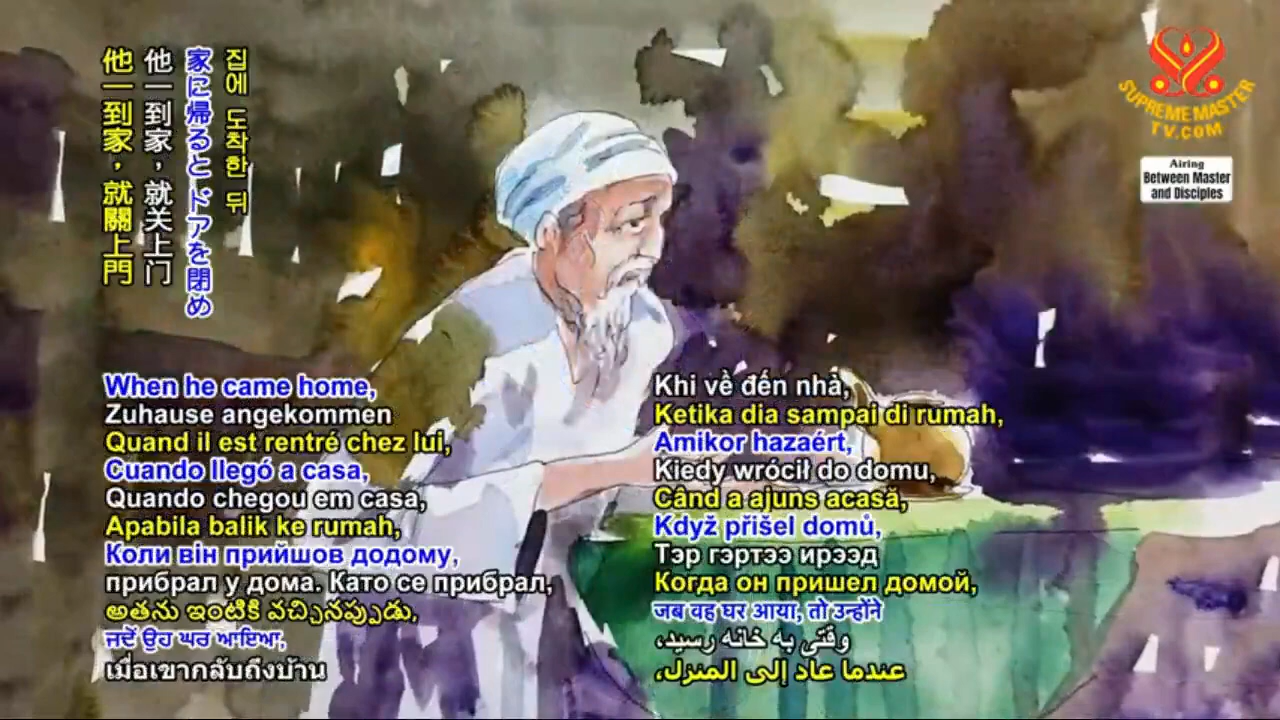 집에 도착한 뒤
家に帰るとドアを閉め
他一到家，就关上门
他一到家，就關上門
SUPREME MASTER
TV.COM
Airing
Between Master
and Disciples
When he came home,
Zuhause angekommen
Quand il est rentré chez lui,
Cuando llegó a casa,
Quando chegou em casa,
Apabila balik ke rumah,
Коли він прийшов додому,
прибрал у дома. Като се прибрал,
అతను ఇంటికి వచ్చినప్పుడు,
ਜਦੋਂ ਉਹ ਘਰ ਆਇਆ,
เมื่อเขากลับถึงบ้าน
Khi về đến nhà,
Ketika dia sampai di rumah,
Amikor hazaért,
Kiedy wrócił do domu,
Când a ajuns acasă,
Když přišel domů,
Тэр гэртээ ирээд
Когда он пришел домой,
जब वह घर आया, तो उन्होंने
وقتی به خانه رسید،
عندما عاد إلى المنزل،